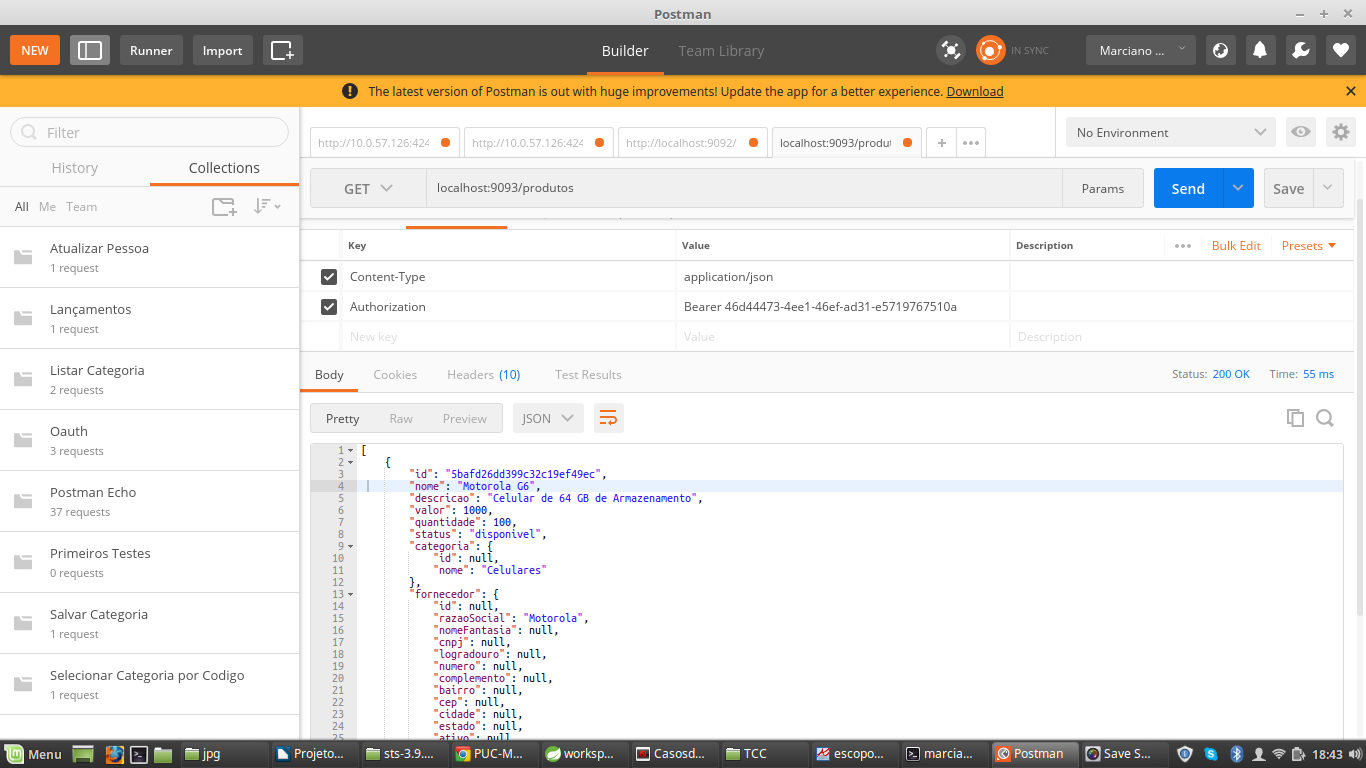 Postman
NEW Runner Import Builder Team Library IN SYNC Marciano ...
The latest version of Postman is out with huge improvements! Update the app for a better experience. Download
Filter
History Collections
All Me Team
Atualizar Pessoa
1 request
Lançamentos
1 request
Listar Categoria
2 requests
Oauth
3 requests
Postman Echo
37 requests
Primeiros Testes
0 requests
Salvar Categoria
1 request
Selecionar Categoria por Codigo
1 request
http://10.0.57.126:424 http://10.0.57.126:424 http://localhost:9092/ localhost:9093/produt + ••• No Environment
GET localhost:9093/produtos Params Send Save
Key Value Description ••• Bulk Edit Presets
Content-Type application/json
Authorization Bearer 46d44473-4ee1-46ef-ad31-e5719767510a
New key Value Description
Body Cookies Headers (10) Test Results Status: 200 OK Time: 55 ms
Pretty Raw Preview JSON
1 [
2 {
3 "id": "5bafd26dd399c32c19ef49ec",
4 "nome": "Motorola G6",
5 "descricao": "Celular de 64 GB de Armazenamento",
6 "valor": 1000,
7 "quantidade": 100,
8 "status": "disponivel",
9 "categoria": {
10 "id": null,
11 "nome": "Celulares"
12 },
13 "fornecedor": {
14 "id": null,
15 "razaoSocial": "Motorola",
16 "nomeFantasia": null,
17 "cnpj": null,
18 "logradouro": null,
19 "numero": null,
20 "complemento": null,
21 "bairro": null,
22 "cep": null,
23 "cidade": null,
24 "estado": null,
25 "ativo": null,
Menu jpg Projeto... sts-3.9.... PUC-M... worksp... Casosd... TCC escopo... marcia... Postman Save S... 18:43